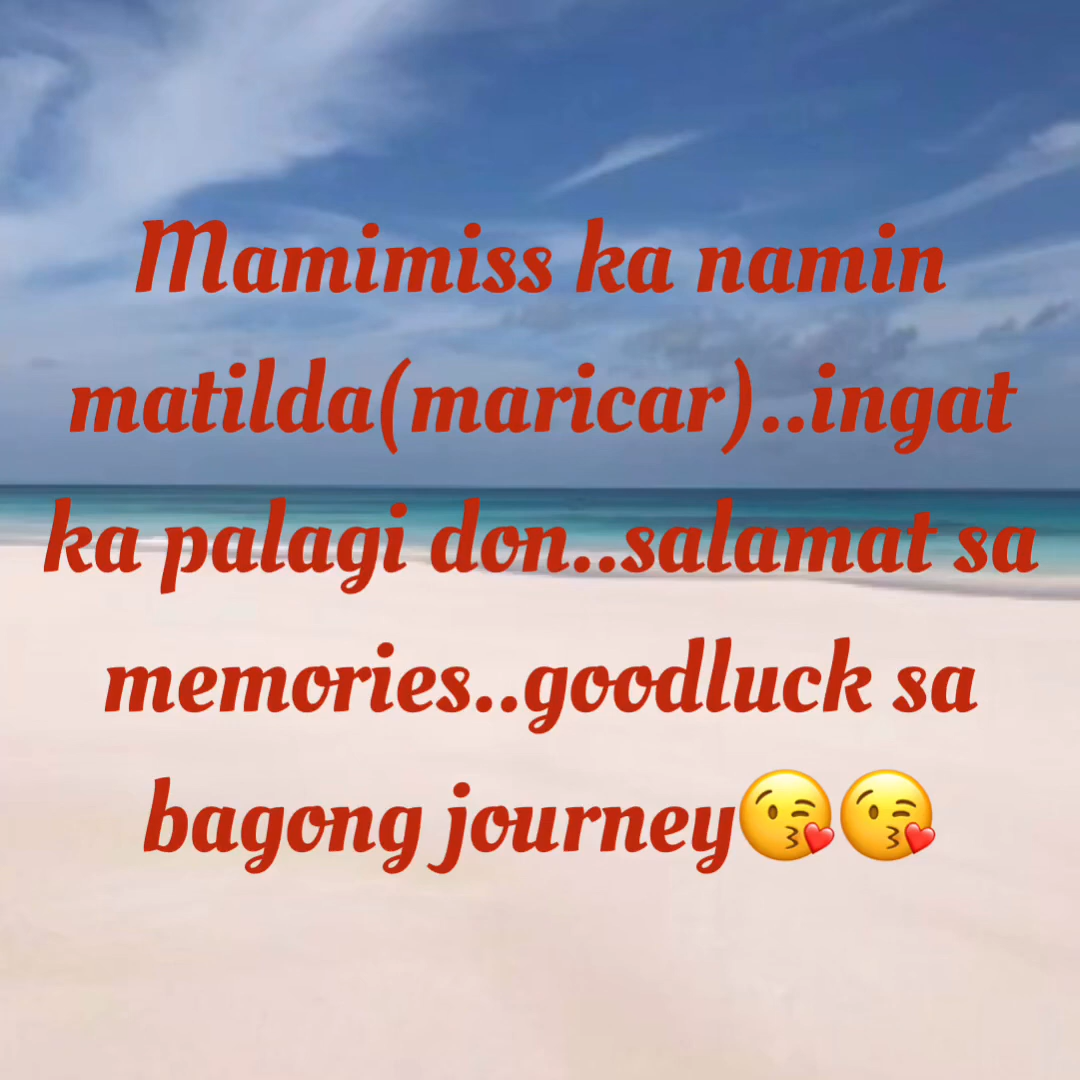 Mamimiss ka namin
matilda(maricar)..ingat
ka palagi don..salamat sa
memories..goodluck sa
bagong journey😘😘